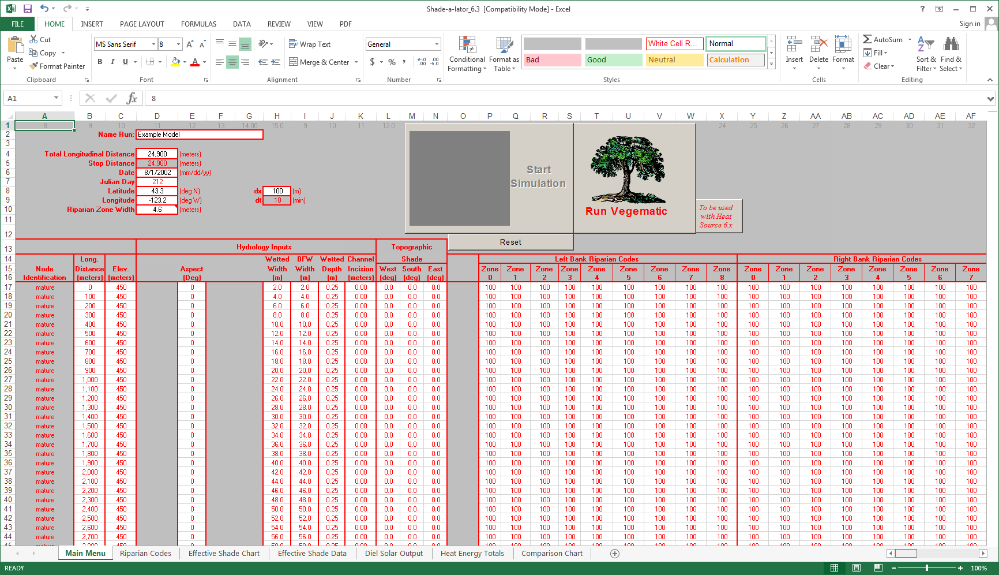 Shade-a-lator_6.3 [Compatibility Mode] - Excel
FILE HOME INSERT PAGE LAYOUT FORMULAS DATA REVIEW VIEW PDF Sign in
Paste Cut Copy Format Painter
Clipboard
MS Sans Serif 8
B I U A
Font
Wrap Text
Merge & Center
Alignment
General
$ % ,
Number
Conditional Formatting Format as Table
White Cell R... Normal
Bad Good Neutral Calculation
Styles
Insert Delete Format
Cells
AutoSum
Fill
Clear
Sort & Filter Find & Select
Editing
A1 fx 8
A B C D E F G H I J K L M N O P Q R S T U V W X Y Z AA AB AC AD AE AF
1 8 9 10 11 12 13 14.00 15.0 9 10 11 12.0 24 25 26 27 28 29 30 31 32
2 Name Run: Example Model
3
4 Total Longitudinal Distance 24,900 (meters)
5 Stop Distance 24,900 (meters)
6 Date 8/1/2002 (mm/dd/yy)
7 Julian Day 212
8 Latitude 43.3 (deg N) dx 100 (m)
9 Longitude -123.2 (deg W) dt 10 (min)
10 Riparian Zone Width 4.6 (meters)
11
12
Start
Simulation
Run Vegematic
To be used
with Heat
Source 6.x
Reset
13 Hydrology Inputs Topographic
14 Long. Wetted BFW Wetted Channel Shade Left Bank Riparian Codes Right Bank Riparian Codes
15 Node Distance Elev. Aspect Width Width Depth Incision West South East Zone Zone Zone Zone Zone Zone Zone Zone Zone Zone Zone Zone Zone Zone Zone Zone Zone
16 Identification (meters) (meters) (Deg) (m) (m) (m) (meters) (deg) (deg) (deg) 0 1 2 3 4 5 6 7 8 0 1 2 3 4 5 6 7
17 mature 0 450 0 2.0 2.0 0.25 0.00 0.0 0.0 0.0 100 100 100 100 100 100 100 100 100 100 100 100 100 100 100 100 100
18 mature 100 450 0 4.0 4.0 0.25 0.00 0.0 0.0 0.0 100 100 100 100 100 100 100 100 100 100 100 100 100 100 100 100 100
19 mature 200 450 0 6.0 6.0 0.25 0.00 0.0 0.0 0.0 100 100 100 100 100 100 100 100 100 100 100 100 100 100 100 100 100
20 mature 300 450 0 8.0 8.0 0.25 0.00 0.0 0.0 0.0 100 100 100 100 100 100 100 100 100 100 100 100 100 100 100 100 100
21 mature 400 450 0 10.0 10.0 0.25 0.00 0.0 0.0 0.0 100 100 100 100 100 100 100 100 100 100 100 100 100 100 100 100 100
22 mature 500 450 0 12.0 12.0 0.25 0.00 0.0 0.0 0.0 100 100 100 100 100 100 100 100 100 100 100 100 100 100 100 100 100
23 mature 600 450 0 14.0 14.0 0.25 0.00 0.0 0.0 0.0 100 100 100 100 100 100 100 100 100 100 100 100 100 100 100 100 100
24 mature 700 450 0 16.0 16.0 0.25 0.00 0.0 0.0 0.0 100 100 100 100 100 100 100 100 100 100 100 100 100 100 100 100 100
25 mature 800 450 0 18.0 18.0 0.25 0.00 0.0 0.0 0.0 100 100 100 100 100 100 100 100 100 100 100 100 100 100 100 100 100
26 mature 900 450 0 20.0 20.0 0.25 0.00 0.0 0.0 0.0 100 100 100 100 100 100 100 100 100 100 100 100 100 100 100 100 100
27 mature 1,000 450 0 22.0 22.0 0.25 0.00 0.0 0.0 0.0 100 100 100 100 100 100 100 100 100 100 100 100 100 100 100 100 100
28 mature 1,100 450 0 24.0 24.0 0.25 0.00 0.0 0.0 0.0 100 100 100 100 100 100 100 100 100 100 100 100 100 100 100 100 100
29 mature 1,200 450 0 26.0 26.0 0.25 0.00 0.0 0.0 0.0 100 100 100 100 100 100 100 100 100 100 100 100 100 100 100 100 100
30 mature 1,300 450 0 28.0 28.0 0.25 0.00 0.0 0.0 0.0 100 100 100 100 100 100 100 100 100 100 100 100 100 100 100 100 100
31 mature 1,400 450 0 30.0 30.0 0.25 0.00 0.0 0.0 0.0 100 100 100 100 100 100 100 100 100 100 100 100 100 100 100 100 100
32 mature 1,500 450 0 32.0 32.0 0.25 0.00 0.0 0.0 0.0 100 100 100 100 100 100 100 100 100 100 100 100 100 100 100 100 100
33 mature 1,600 450 0 34.0 34.0 0.25 0.00 0.0 0.0 0.0 100 100 100 100 100 100 100 100 100 100 100 100 100 100 100 100 100
34 mature 1,700 450 0 36.0 36.0 0.25 0.00 0.0 0.0 0.0 100 100 100 100 100 100 100 100 100 100 100 100 100 100 100 100 100
35 mature 1,800 450 0 38.0 38.0 0.25 0.00 0.0 0.0 0.0 100 100 100 100 100 100 100 100 100 100 100 100 100 100 100 100 100
36 mature 1,900 450 0 40.0 40.0 0.25 0.00 0.0 0.0 0.0 100 100 100 100 100 100 100 100 100 100 100 100 100 100 100 100 100
37 mature 2,000 450 0 42.0 42.0 0.25 0.00 0.0 0.0 0.0 100 100 100 100 100 100 100 100 100 100 100 100 100 100 100 100 100
38 mature 2,100 450 0 44.0 44.0 0.25 0.00 0.0 0.0 0.0 100 100 100 100 100 100 100 100 100 100 100 100 100 100 100 100 100
39 mature 2,200 450 0 46.0 46.0 0.25 0.00 0.0 0.0 0.0 100 100 100 100 100 100 100 100 100 100 100 100 100 100 100 100 100
40 mature 2,300 450 0 48.0 48.0 0.25 0.00 0.0 0.0 0.0 100 100 100 100 100 100 100 100 100 100 100 100 100 100 100 100 100
41 mature 2,400 450 0 50.0 50.0 0.25 0.00 0.0 0.0 0.0 100 100 100 100 100 100 100 100 100 100 100 100 100 100 100 100 100
42 mature 2,500 450 0 52.0 52.0 0.25 0.00 0.0 0.0 0.0 100 100 100 100 100 100 100 100 100 100 100 100 100 100 100 100 100
43 mature 2,600 450 0 54.0 54.0 0.25 0.00 0.0 0.0 0.0 100 100 100 100 100 100 100 100 100 100 100 100 100 100 100 100 100
44 mature 2,700 450 0 56.0 56.0 0.25 0.00 0.0 0.0 0.0 100 100 100 100 100 100 100 100 100 100 100 100 100 100 100 100 100
Main Menu Riparian Codes Effective Shade Chart Effective Shade Data Diel Solar Output Heat Energy Totals Comparison Chart
READY 100%